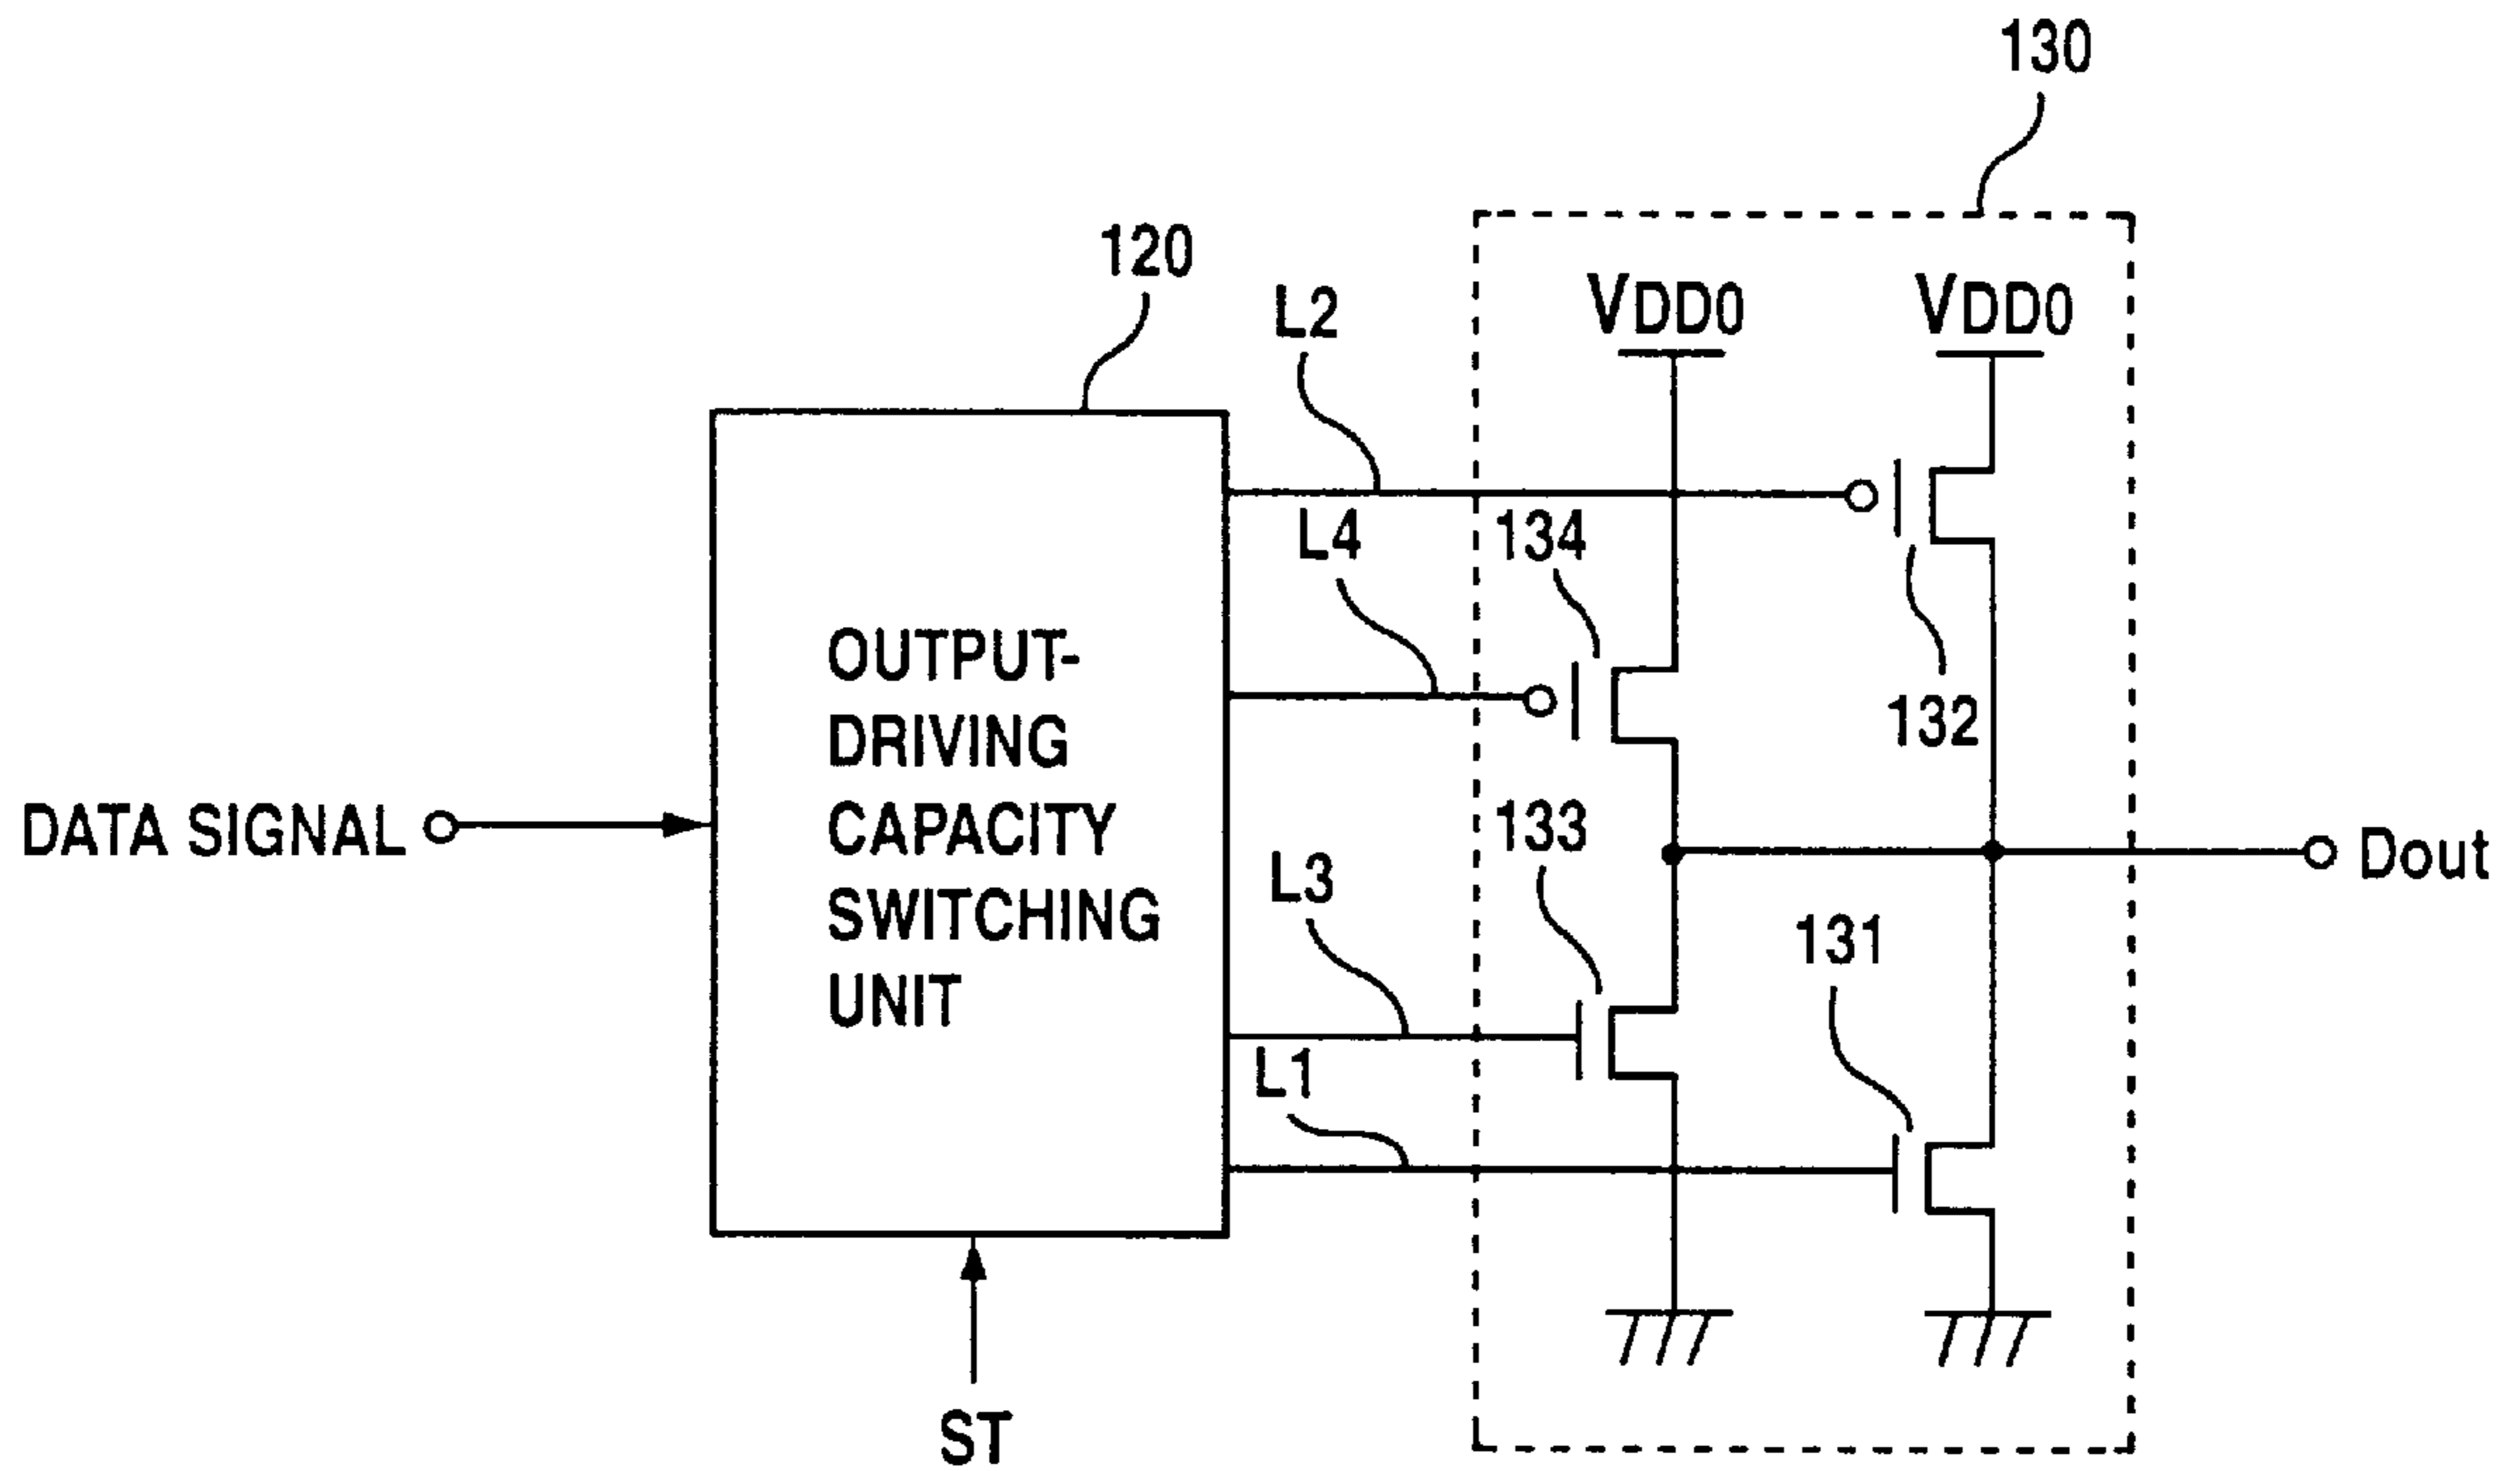 130
120
L2
VDD0
VDD0
L4
134
132
OUTPUT-
DRIVING
CAPACITY
SWITCHING
UNIT
DATA SIGNAL
133
L3
Dout
131
L1
ST